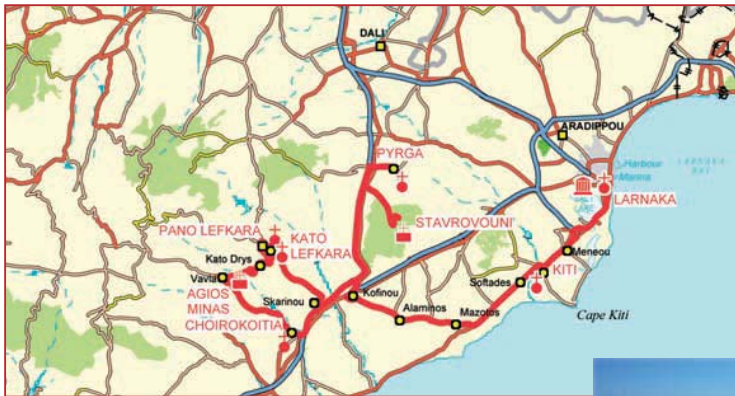 DALI
ARADIPPOU
PYRGA
Harbour
Marina
LARNAKA
BAY
LARNAKA
STAVROVOUNI
PANO LEFKARA
KATO
LEFKARA
Kato Drys
Meneou
Vavla
KITI
AGIOS
MINAS
Kofinou
Softades
Skarinou
CHOIROKOITIA
Alaminos
Mazotos
Cape Kiti